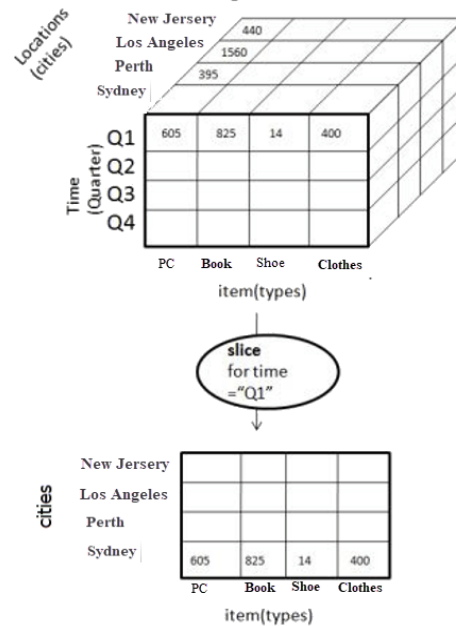 New Jersery
Locations
(cities)
Los Angeles
Perth
Sydney
440
1560
395
Time
(Quarter)
Q1 605 825 14 400
Q2
Q3
Q4
PC Book Shoe Clothes
item(types)
slice
for time
="Q1"
cities
New Jersery
Los Angeles
Perth
Sydney 605 825 14 400
PC Book Shoe Clothes
item(types)